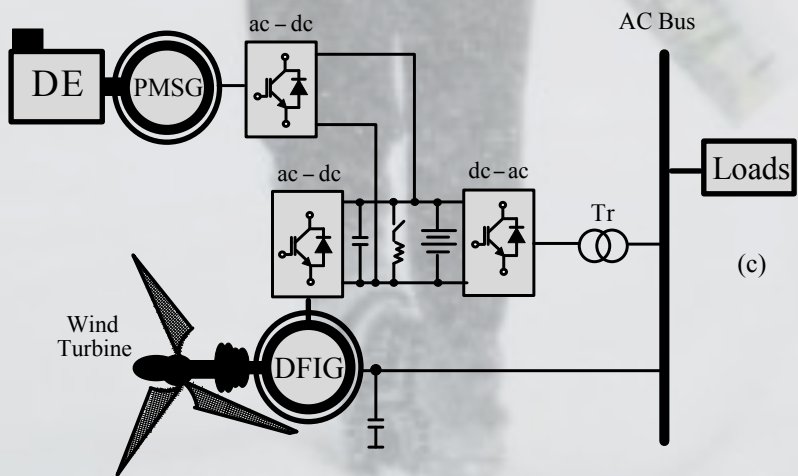 ac – dc
AC Bus
DE
PMSG
ac – dc
dc – ac
Loads
Tr
(c)
Wind
Turbine
DFIG